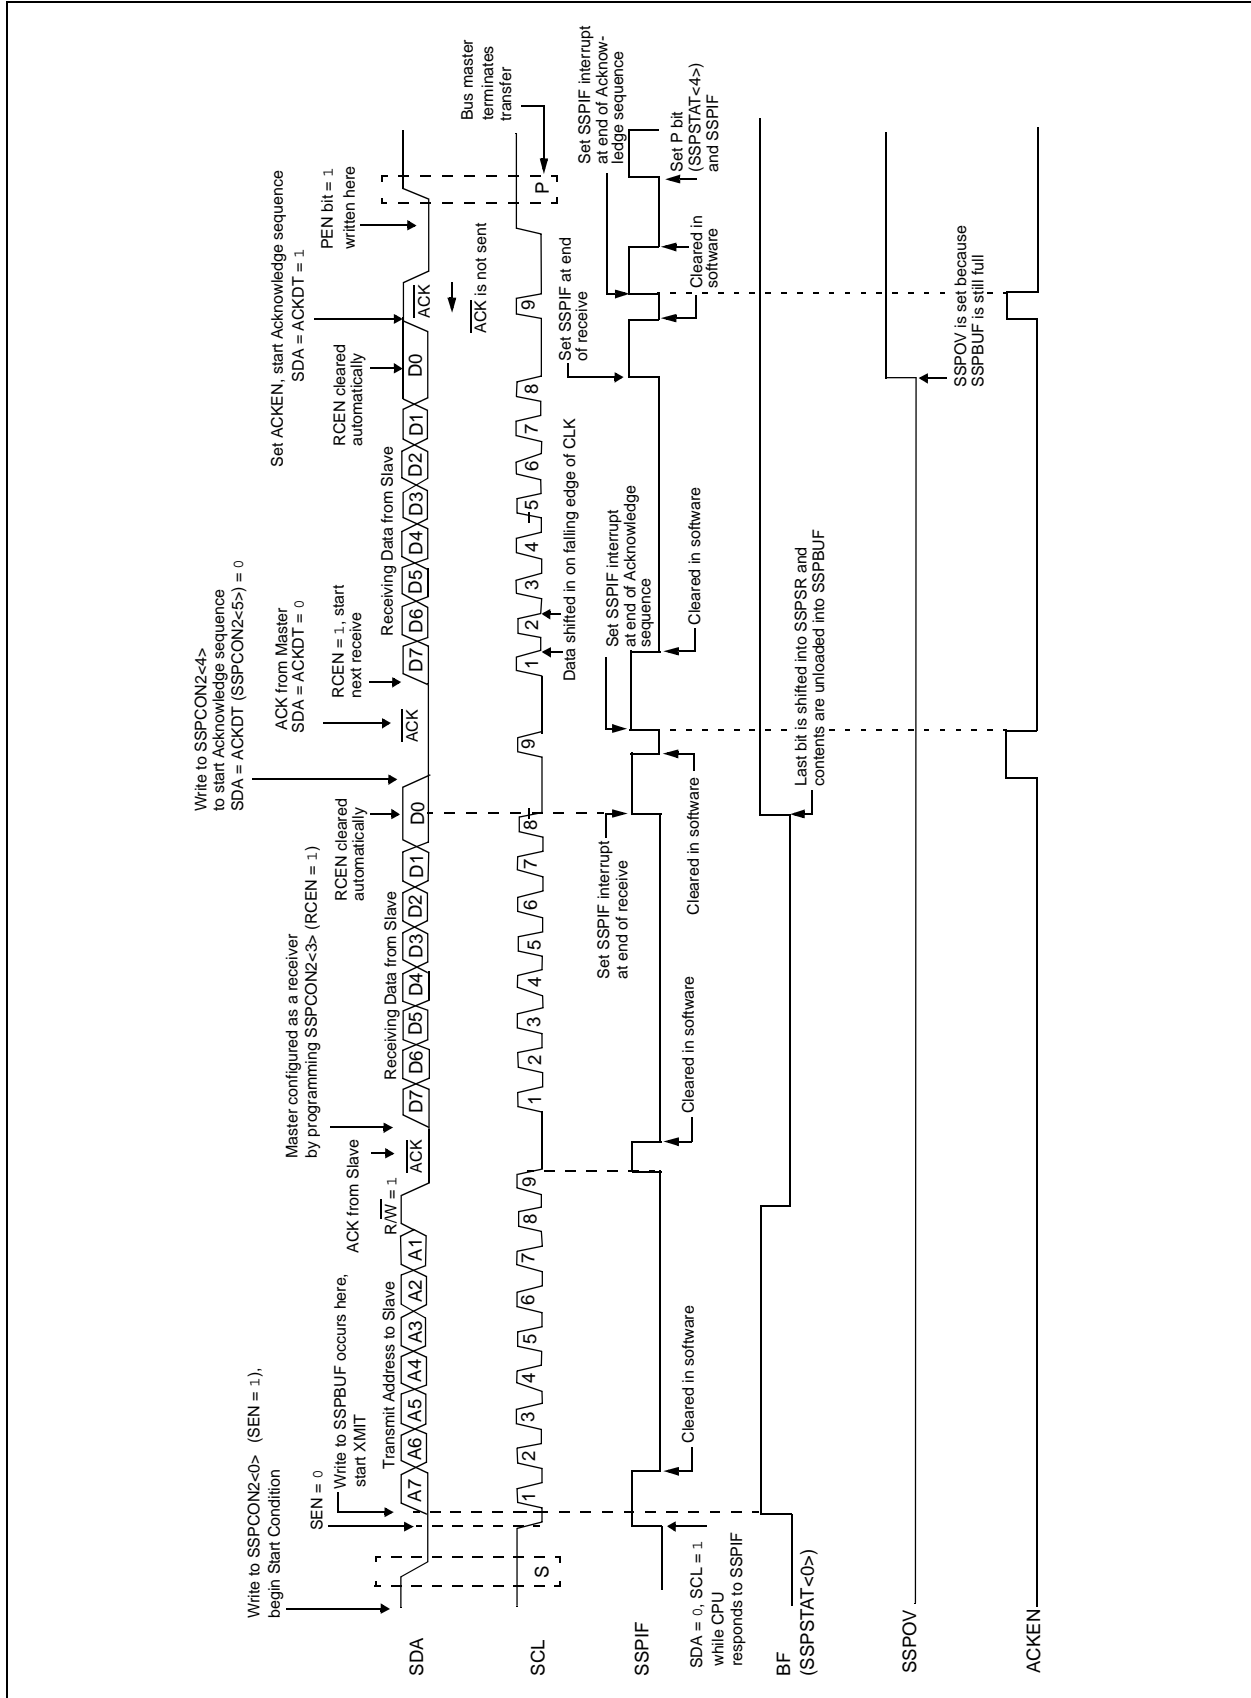 Write to SSPCON2<0> (SEN = 1),
begin Start Condition
SEN = 0
Write to SSPBUF occurs here,
start XMIT
Transmit Address to Slave
ACK from Slave
R/W = 1
Master configured as a receiver
by programming SSPCON2<3> (RCEN = 1)
Receiving Data from Slave
RCEN cleared
automatically
Write to SSPCON2<4>
to start Acknowledge sequence
SDA = ACKDT (SSPCON2<5>) = 0
ACK from Master
SDA = ACKDT = 0
RCEN = 1, start
next receive
Receiving Data from Slave
RCEN cleared
automatically
Set ACKEN, start Acknowledge sequence
SDA = ACKDT = 1
PEN bit = 1
written here
SDA
A7 A6 A5 A4 A3 A2 A1 ACK D7 D6 D5 D4 D3 D2 D1 D0 ACK D7 D6 D5 D4 D3 D2 D1 D0 ACK
ACK is not sent
Bus master
terminates
transfer
SCL
S 1 2 3 4 5 6 7 8 9 1 2 3 4 5 6 7 8 9 1 2 3 4 5 6 7 8 9 P
Data shifted in on falling edge of CLK
Set SSPIF interrupt
at end of receive
Set SSPIF interrupt
at end of Acknowledge
sequence
Set SSPIF at end
of receive
Set SSPIF interrupt
at end of Acknow-
ledge sequence
SSPIF
SDA = 0, SCL = 1
while CPU
responds to SSPIF
Cleared in software
Cleared in software
Cleared in software
Cleared in software
Cleared in
software
Set P bit
(SSPSTAT<4>)
and SSPIF
BF
(SSPSTAT<0>)
Last bit is shifted into SSPSR and
contents are unloaded into SSPBUF
SSPOV
SSPOV is set because
SSPBUF is still full
ACKEN